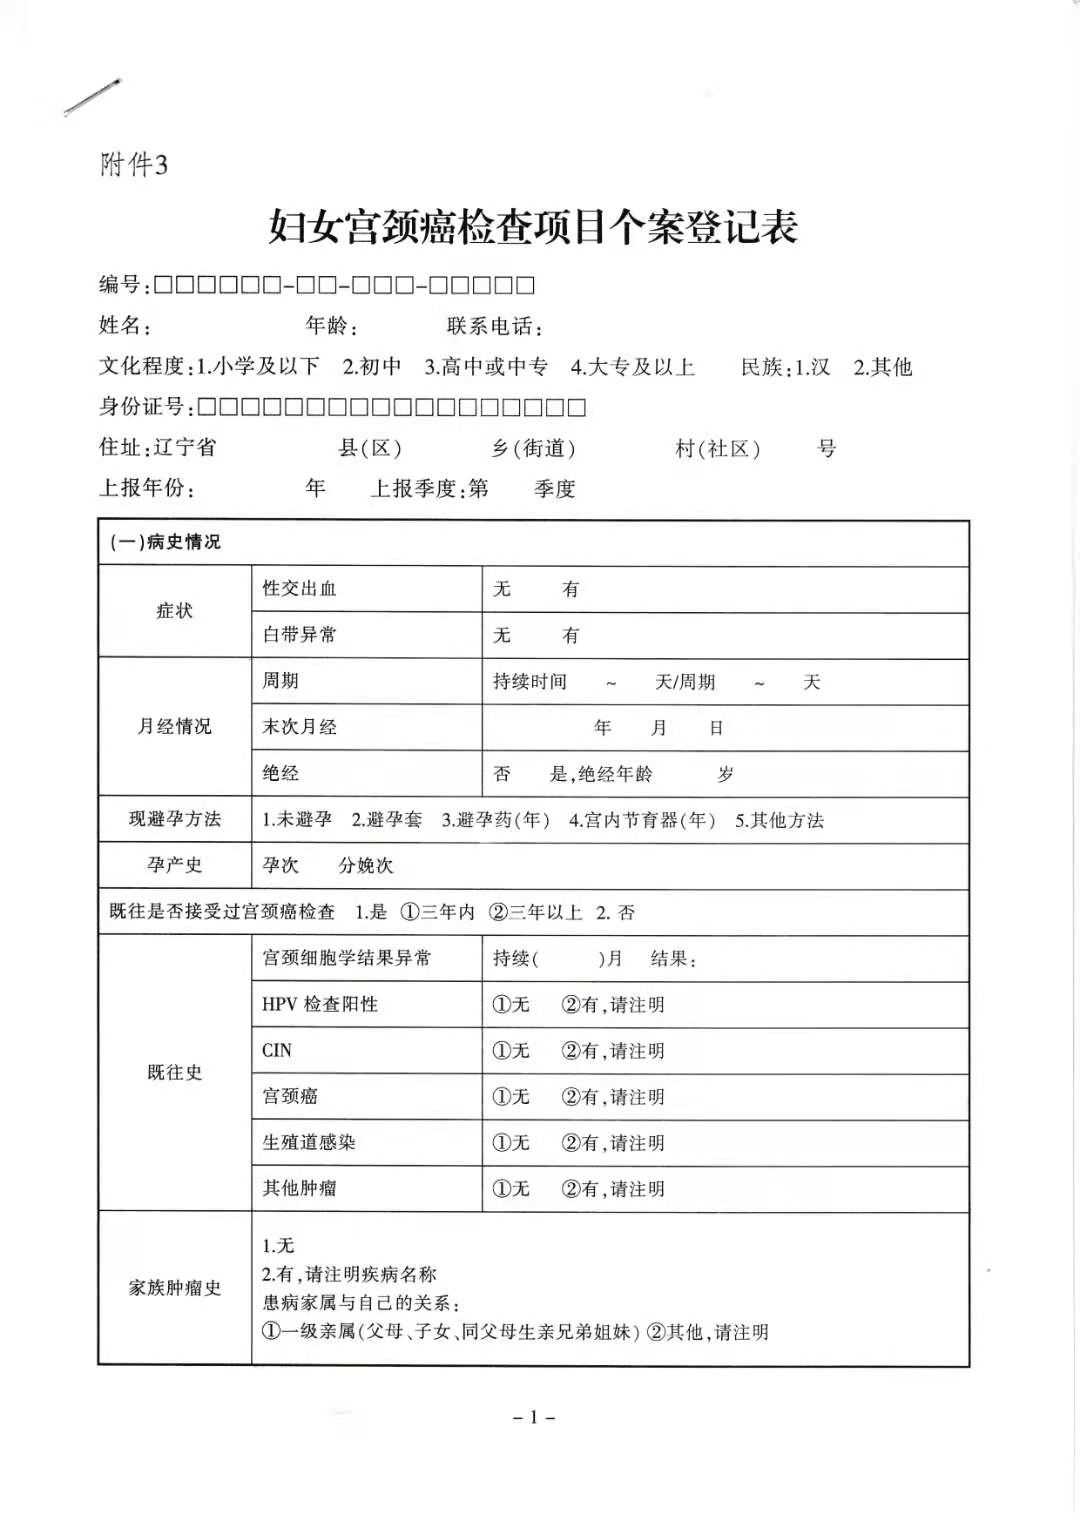 附件3
妇女宫颈癌检查项目个案登记表
编号:□□□□□□-□□-□□□-□□□□□
姓名: 年龄: 联系电话:
文化程度:1.小学及以下 2.初中 3.高中或中专 4.大专及以上 民族:1.汉 2.其他
身份证号:□□□□□□□□□□□□□□□□□□
住址:辽宁省 县(区) 乡(街道) 村(社区) 号
上报年份: 年 上报季度:第 季度
(一)病史情况
症状
性交出血 无 有
白带异常 无 有
月经情况
周期 持续时间 ~ 天/周期 ~ 天
末次月经 年 月 日
绝经 否 是,绝经年龄 岁
现避孕方法 1.未避孕 2.避孕套 3.避孕药(年) 4.宫内节育器(年) 5.其他方法
孕产史 孕次 分娩次
既往是否接受过宫颈癌检查 1.是 ①三年内 ②三年以上 2. 否
既往史
宫颈细胞学结果异常 持续( )月 结果:
HPV 检查阳性 ①无 ②有,请注明
CIN ①无 ②有,请注明
宫颈癌 ①无 ②有,请注明
生殖道感染 ①无 ②有,请注明
其他肿瘤 ①无 ②有,请注明
家族肿瘤史
1.无
2.有,请注明疾病名称
患病家属与自己的关系:
①一级亲属(父母、子女、同父母生亲兄弟姐妹) ②其他,请注明
- 1 -